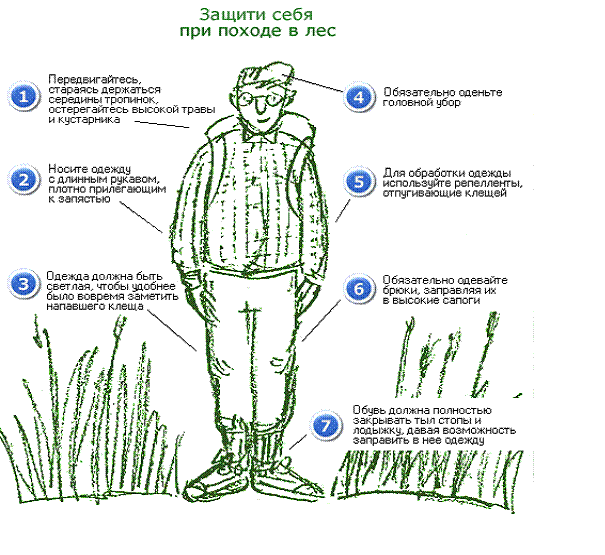 Защити себя
при походе в лес
1
Передвигайтесь,
стараясь держаться
середины тропинок,
остерегайтесь высокой травы
и кустарника
2
Носите одежду
с длинным рукавом,
плотно прилегающим
к запястью
3
Одежда должна быть
светлая, чтобы удобнее
было вовремя заметить
напавшего клеща
4
Обязательно оденьте
головной убор
5
Для обработки одежды
используйте репелленты,
отпугивающие клещей
6
Обязательно одевайте
брюки, заправляя их
в высокие сапоги
7
Обувь должна полностью
закрывать тыл стопы и
лодыжку, давая возможность
заправить в нее одежду